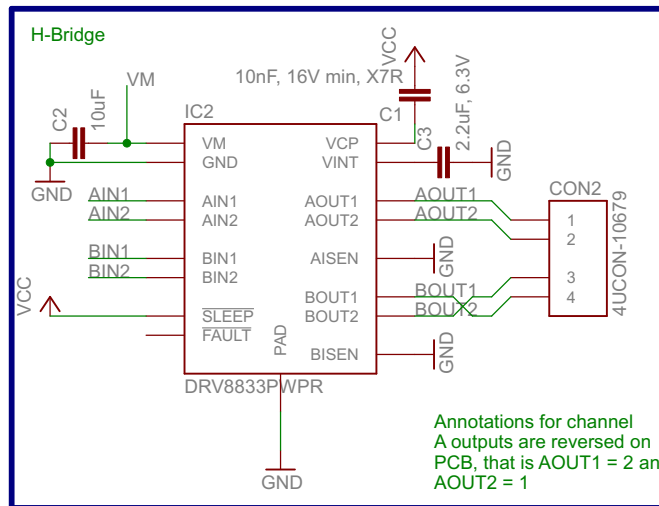 H-Bridge
VM
C2
10uF
GND
VCC
10nF, 16V min, X7R
C1
C3
2.2uF, 6.3V
GND
IC2
VM
GND
AIN1
AIN2
BIN1
BIN2
SLEEP
FAULT
PAD
VCP
VINT
AOUT1
AOUT2
AISEN
BOUT1
BOUT2
BISEN
DRV8833PWPR
AIN1
AIN2
BIN1
BIN2
VCC
AOUT1
AOUT2
GND
BOUT1
BOUT2
GND
GND
CON2
1
2
3
4
4UCON-10679
Annotations for channel
A outputs are reversed on
PCB, that is AOUT1 = 2 an
AOUT2 = 1